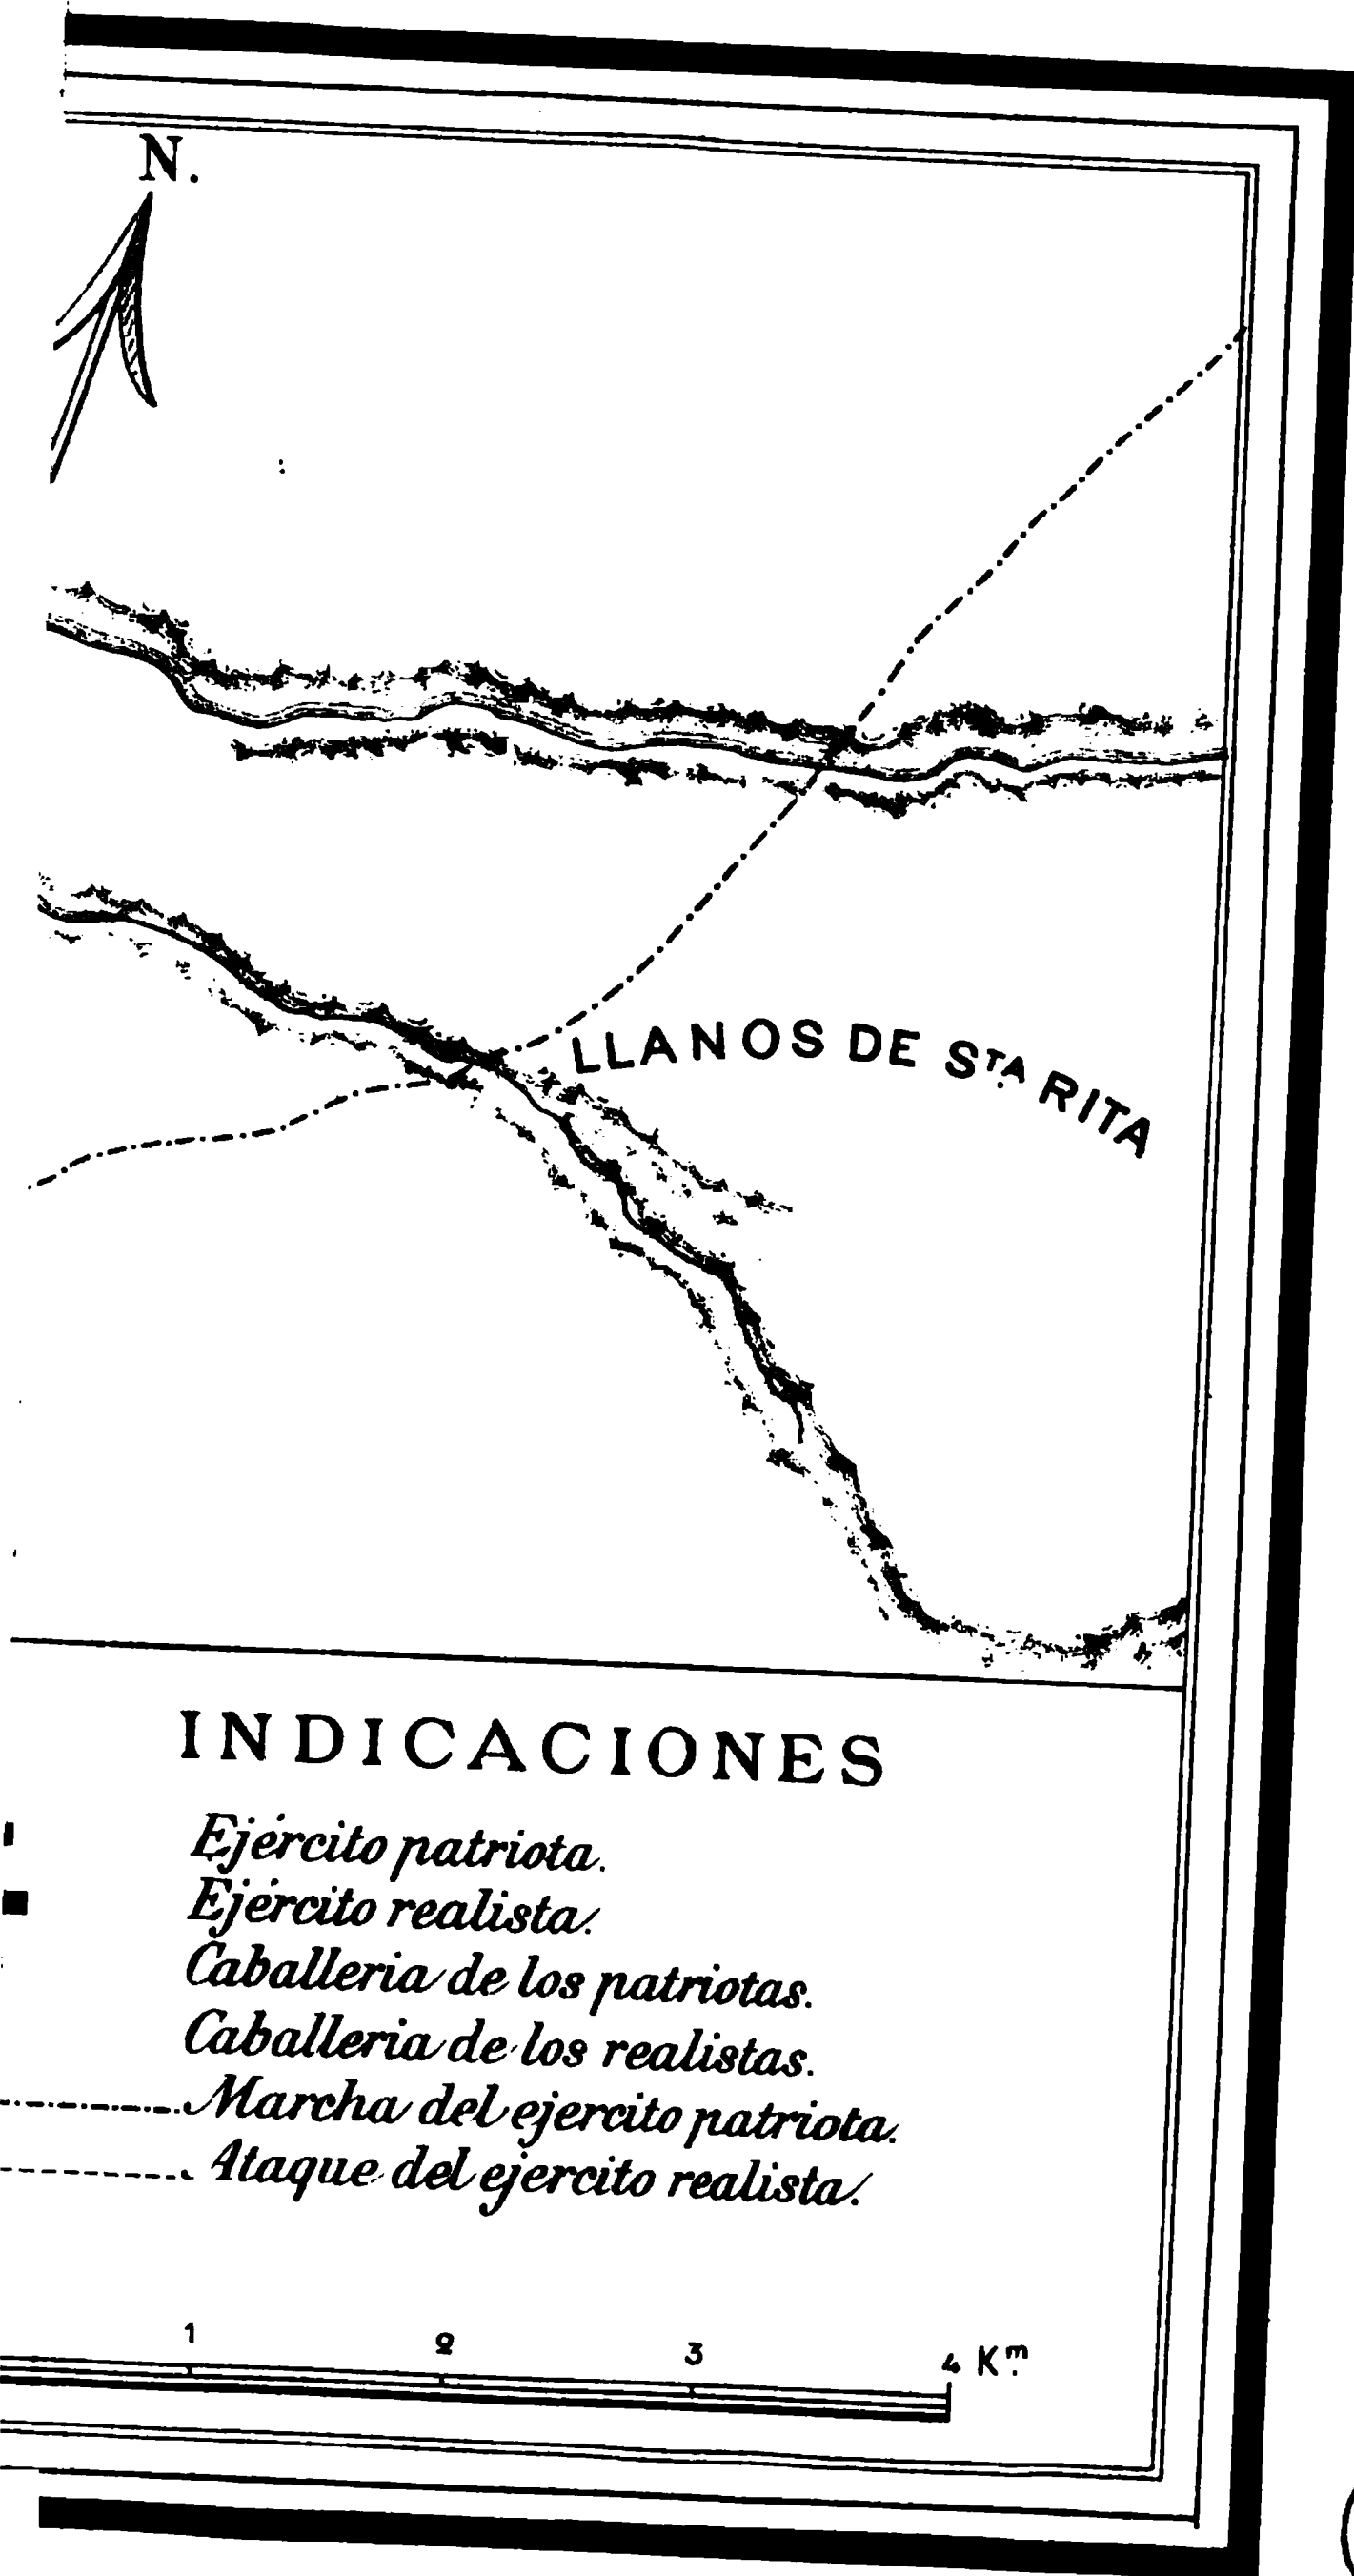 N.
LLANOS DE STA. RITA
INDICACIONES
Ejército patriota.
Ejército realista.
Caballeria de los patriotas.
Caballeria de los realistas.
Marcha del ejercito patriota.
Ataque del ejercito realista.
1 2 3 4 Km.